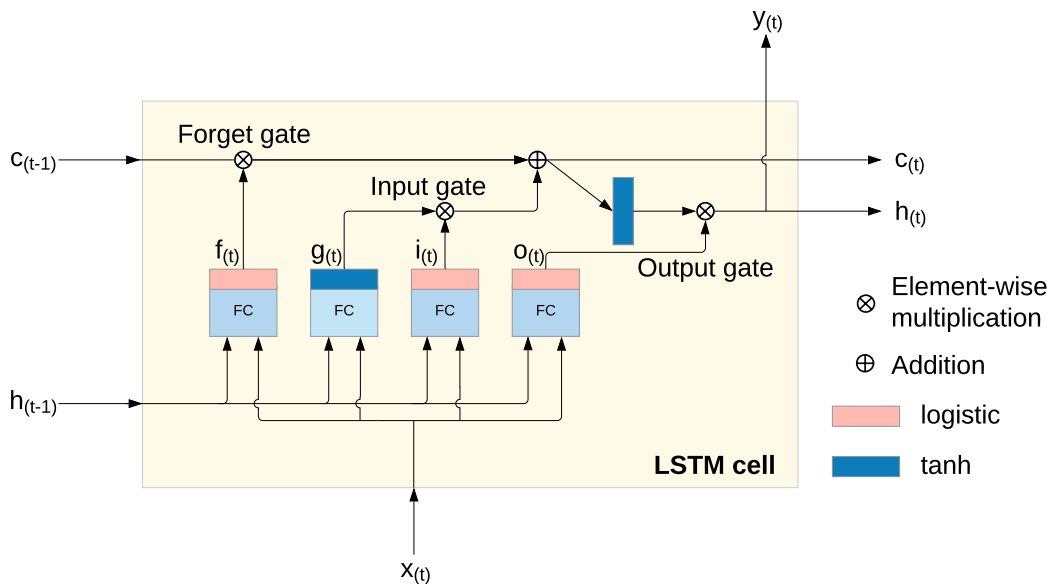 y(t)
Forget gate
c(t-1)
c(t)
Input gate
h(t)
f(t)
g(t)
i(t)
o(t)
Output gate
FC
FC
FC
FC
Element-wise
multiplication
Addition
h(t-1)
logistic
LSTM cell
tanh
x(t)